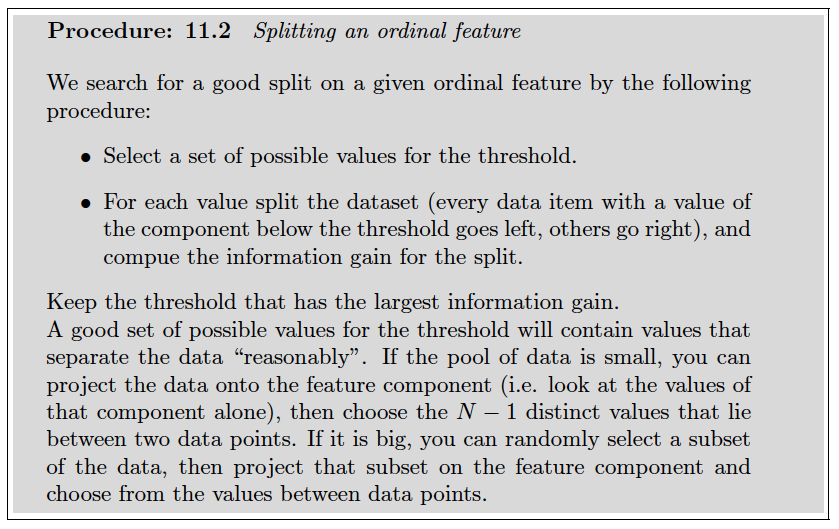 Procedure: 11.2 Splitting an ordinal feature
We search for a good split on a given ordinal feature by the following
procedure:
• Select a set of possible values for the threshold.
• For each value split the dataset (every data item with a value of
the component below the threshold goes left, others go right), and
compue the information gain for the split.
Keep the threshold that has the largest information gain.
A good set of possible values for the threshold will contain values that
separate the data “reasonably”. If the pool of data is small, you can
project the data onto the feature component (i.e. look at the values of
that component alone), then choose the N − 1 distinct values that lie
between two data points. If it is big, you can randomly select a subset
of the data, then project that subset on the feature component and
choose from the values between data points.